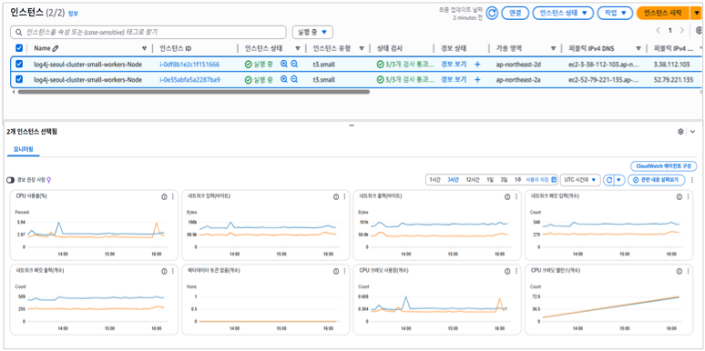 인스턴스 (2/2) 정보
최종 업데이트 날짜
2 minutes 전
연결
인스턴스 상태 ▼
작업 ▼
인스턴스 시작
인스턴스를 속성 또는 (case-sensitive) 태그로 찾기
실행 중 ▼
1
Name
인스턴스 ID
인스턴스 상태
인스턴스 유형
상태 검사
경보 상태
가용 영역
퍼블릭 IPv4 DNS
퍼블릭 IPv4 ...
log4j-seoul-cluster-small-workers-Node
i-0df8b1e2c1f151666
실행 중
t3.small
3/3개 검사 통과...
경보 보기 +
ap-northeast-2d
ec2-3-38-112-103.ap-n...
3.38.112.103
log4j-seoul-cluster-small-workers-Node
i-0e35abfa5a2287ba9
실행 중
t3.small
3/3개 검사 통과...
경보 보기 +
ap-northeast-2a
ec2-52-79-221-135.ap-...
52.79.221.135
2개 인스턴스 선택됨
모니터링
CloudWatch 에이전트 구성
경보 권장 사항
1시간
3시간
12시간
1일
3일
1주
사용자 지정
UTC 시간대
관련 내용 살펴보기
CPU 사용률(%)
Percent
5.94
2.97
14:00
15:00
16:00
네트워크 입력(바이트)
Bytes
14:00
15:00
16:00
네트워크 출력(바이트)
Bytes
14:00
15:00
16:00
네트워크 패킷 입력(개수)
Count
14:00
15:00
16:00
네트워크 패킷 출력(개수)
Count
14:00
15:00
16:00
메타데이터 토큰 없음(개수)
1
0.5
0
14:00
15:00
16:00
CPU 크레딧 사용량(개수)
Count
14:00
15:00
16:00
CPU 크레딧 밸런스(개수)
Count
14:00
15:00
16:00